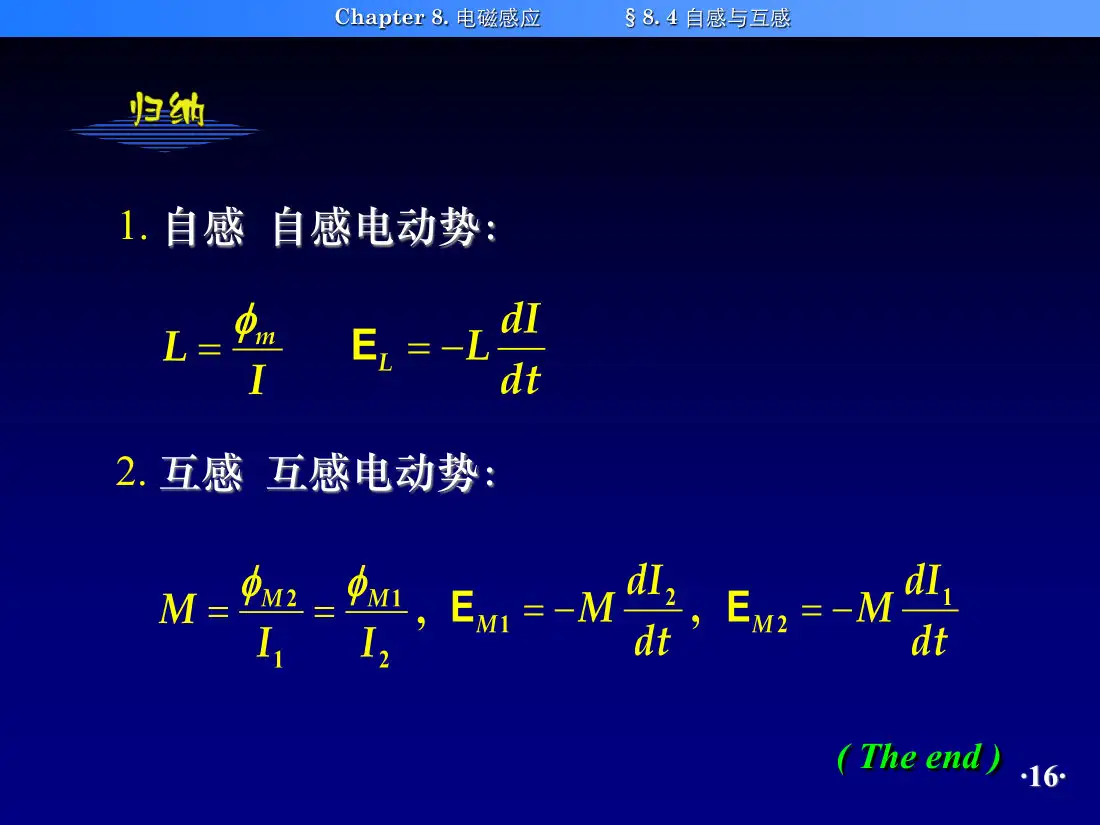 Chapter 8. 电磁感应 §8. 4 自感与互感
归纳
1. 自感 自感电动势:
L = ϕm / I   EL = −L dI/dt
2. 互感 互感电动势:
M = ϕM2 / I1 = ϕM1 / I2 , EM1 = −M dI2/dt , EM2 = −M dI1/dt
( The end )
·16·